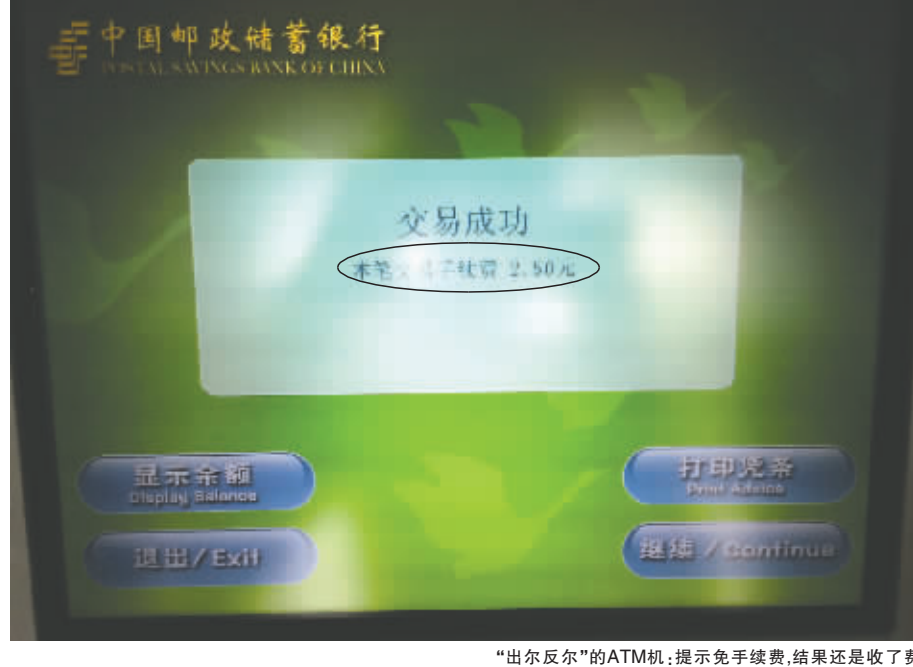 中国邮政储蓄银行
POSTAL SAVINGS BANK OF CHINA
交易成功
本笔交易手续费 2.50元
显示余额
Display Balance
打印凭条
Print Advice
退出/Exit
继续/Continue
“出尔反尔”的ATM机:提示免手续费,结果还是收了费